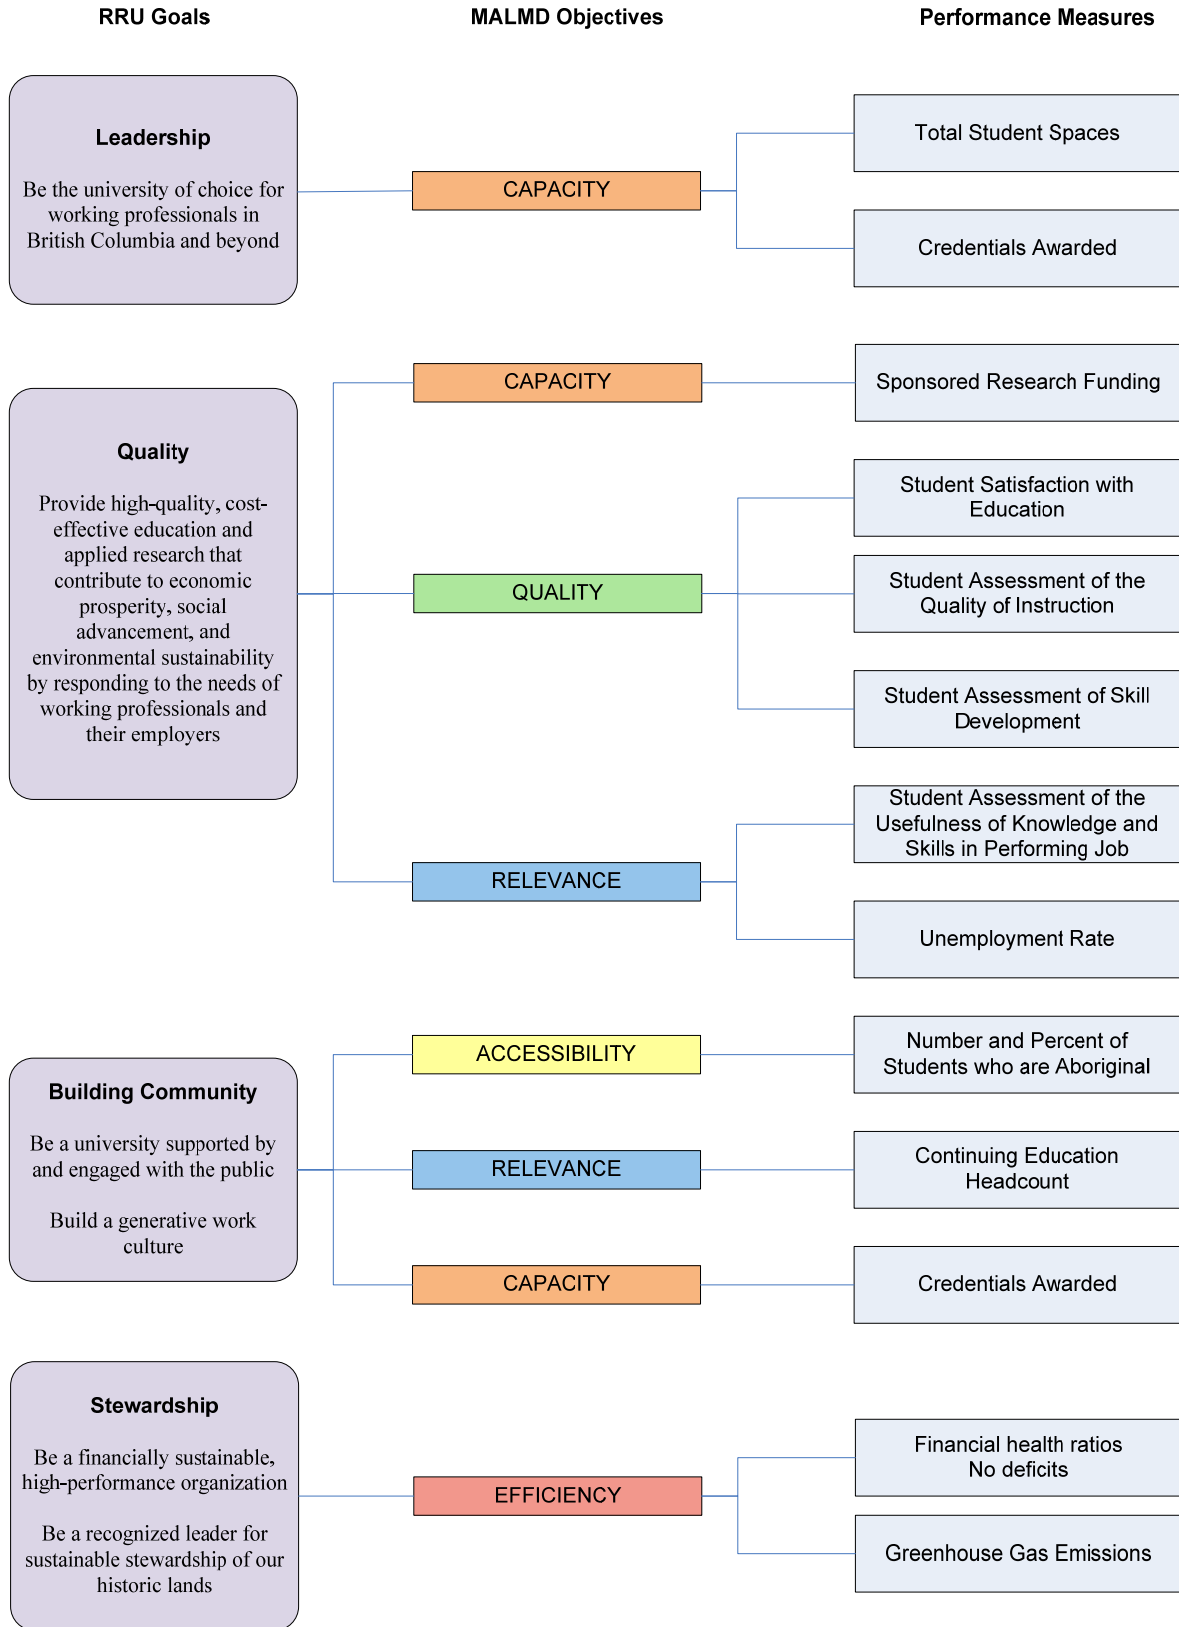 RRU Goals
MALMD Objectives
Performance Measures
Leadership
Be the university of choice for
working professionals in
British Columbia and beyond
CAPACITY
Total Student Spaces
Credentials Awarded
Quality
Provide high-quality, cost-
effective education and
applied research that
contribute to economic
prosperity, social
advancement, and
environmental sustainability
by responding to the needs of
working professionals and
their employers
CAPACITY
Sponsored Research Funding
QUALITY
Student Satisfaction with
Education
Student Assessment of the
Quality of Instruction
Student Assessment of Skill
Development
RELEVANCE
Student Assessment of the
Usefulness of Knowledge and
Skills in Performing Job
Unemployment Rate
Building Community
Be a university supported by
and engaged with the public
Build a generative work
culture
ACCESSIBILITY
Number and Percent of
Students who are Aboriginal
RELEVANCE
Continuing Education
Headcount
CAPACITY
Credentials Awarded
Stewardship
Be a financially sustainable,
high-performance organization
Be a recognized leader for
sustainable stewardship of our
historic lands
EFFICIENCY
Financial health ratios
No deficits
Greenhouse Gas Emissions